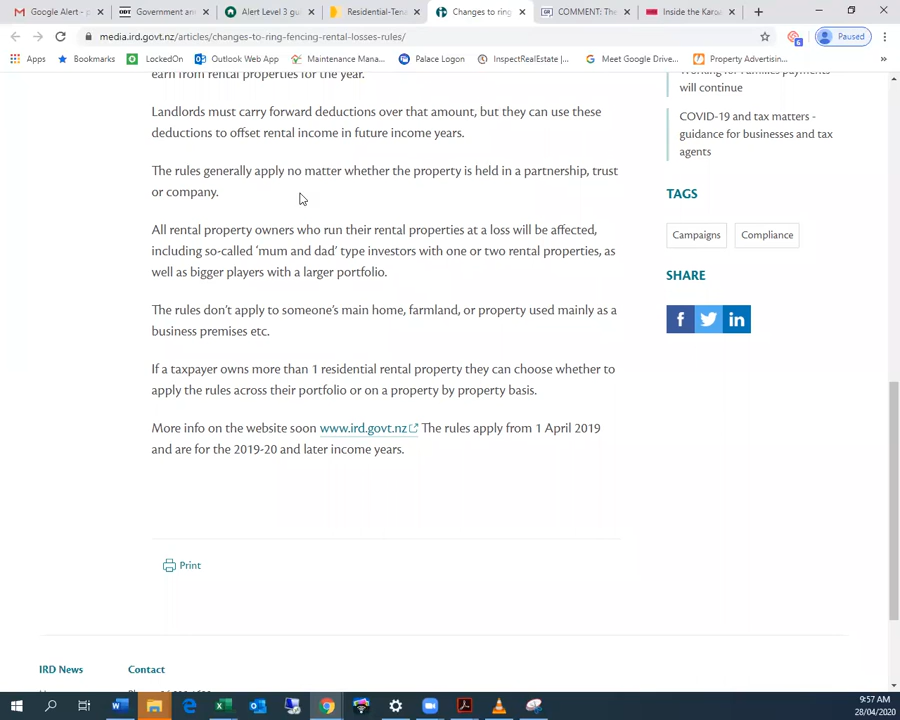 Google Alert - p
Government an
Alert Level 3 gu
Residential-Ten
Changes to ring
COMMENT: The
Inside the Karo
media.ird.govt.nz/articles/changes-to-ring-fencing-rental-losses-rules/
6
Paused
Apps
Bookmarks
LockedOn
Outlook Web App
Maintenance Mana...
Palace Logon
InspectRealEstate |...
Meet Google Drive...
Property Advertisin...
»
earn from rental properties for the year.
Landlords must carry forward deductions over that amount, but they can use these
deductions to offset rental income in future income years.
The rules generally apply no matter whether the property is held in a partnership, trust
or company.
All rental property owners who run their rental properties at a loss will be affected,
including so-called ‘mum and dad’ type investors with one or two rental properties, as
well as bigger players with a larger portfolio.
The rules don’t apply to someone’s main home, farmland, or property used mainly as a
business premises etc.
If a taxpayer owns more than 1 residential rental property they can choose whether to
apply the rules across their portfolio or on a property by property basis.
More info on the website soon www.ird.govt.nz The rules apply from 1 April 2019
and are for the 2019-20 and later income years.
Print
Working for Families payments
will continue
COVID-19 and tax matters -
guidance for businesses and tax
agents
TAGS
Campaigns
Compliance
SHARE
IRD News
Contact
9:57 AM
28/04/2020